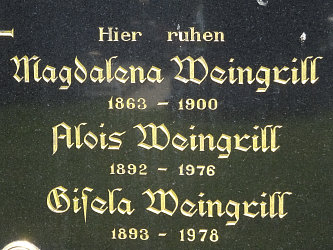 Hier ruhen
Magdalena Weingrill
1863 - 1900
Alois Weingrill
1892 - 1976
Giſela Weingrill
1893 - 1978